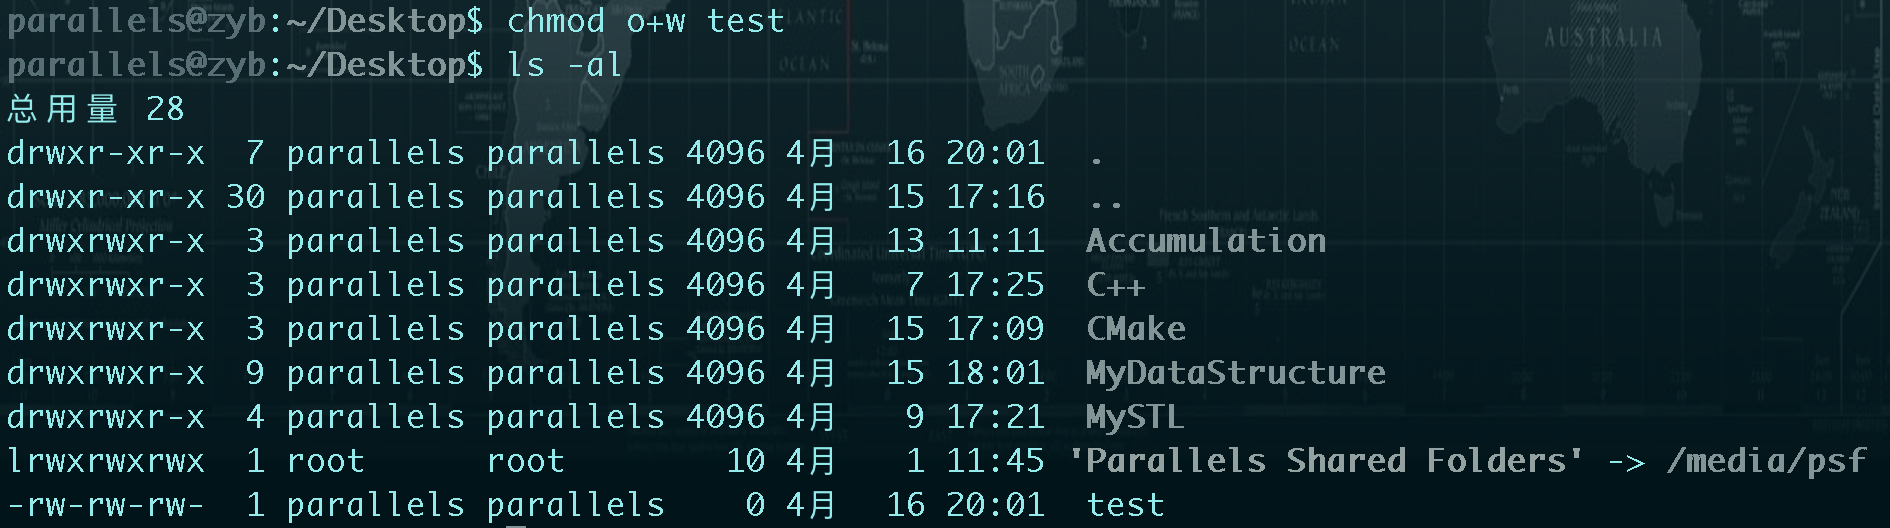 parallels@zyb:~/Desktop$ chmod o+w test
parallels@zyb:~/Desktop$ ls -al
总用量 28
drwxr-xr-x  7 parallels parallels 4096 4月  16 20:01  .
drwxr-xr-x 30 parallels parallels 4096 4月  15 17:16  ..
drwxrwxr-x  3 parallels parallels 4096 4月  13 11:11  Accumulation
drwxrwxr-x  3 parallels parallels 4096 4月   7 17:25  C++
drwxrwxr-x  3 parallels parallels 4096 4月  15 17:09  CMake
drwxrwxr-x  9 parallels parallels 4096 4月  15 18:01  MyDataStructure
drwxrwxr-x  4 parallels parallels 4096 4月   9 17:21  MySTL
lrwxrwxrwx  1 root      root        10 4月   1 11:45 'Parallels Shared Folders' -> /media/psf
-rw-rw-rw-  1 parallels parallels    0 4月  16 20:01  test
AUSTRALIA